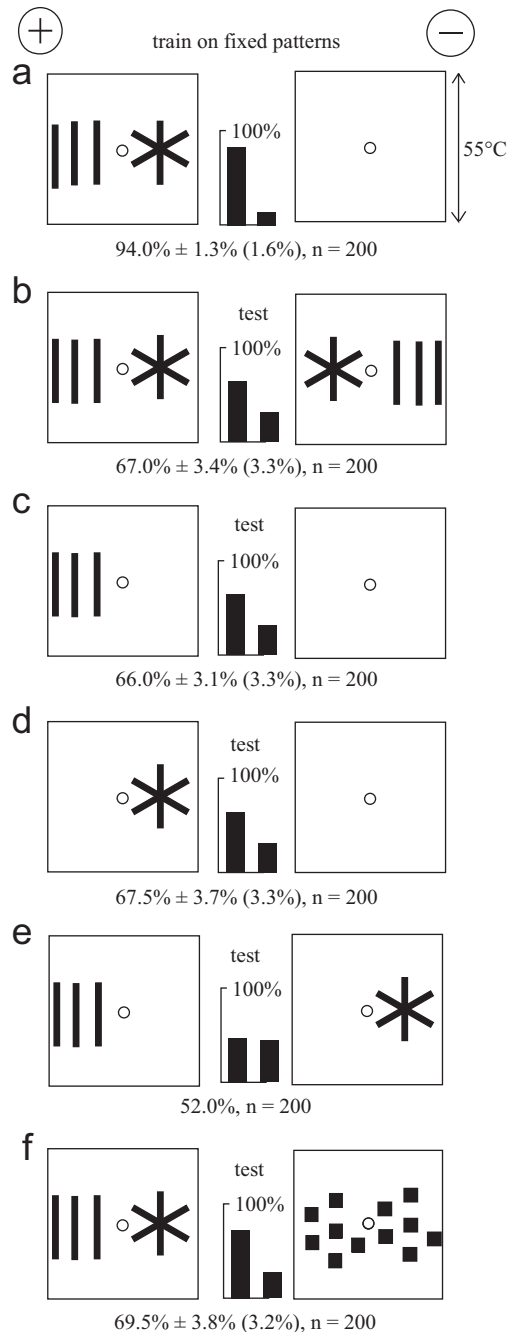 +
train on fixed patterns
−
a
100%
55°C
94.0% ± 1.3% (1.6%), n = 200
b
test
100%
67.0% ± 3.4% (3.3%), n = 200
c
test
100%
66.0% ± 3.1% (3.3%), n = 200
d
test
100%
67.5% ± 3.7% (3.3%), n = 200
e
test
100%
52.0%, n = 200
f
test
100%
69.5% ± 3.8% (3.2%), n = 200